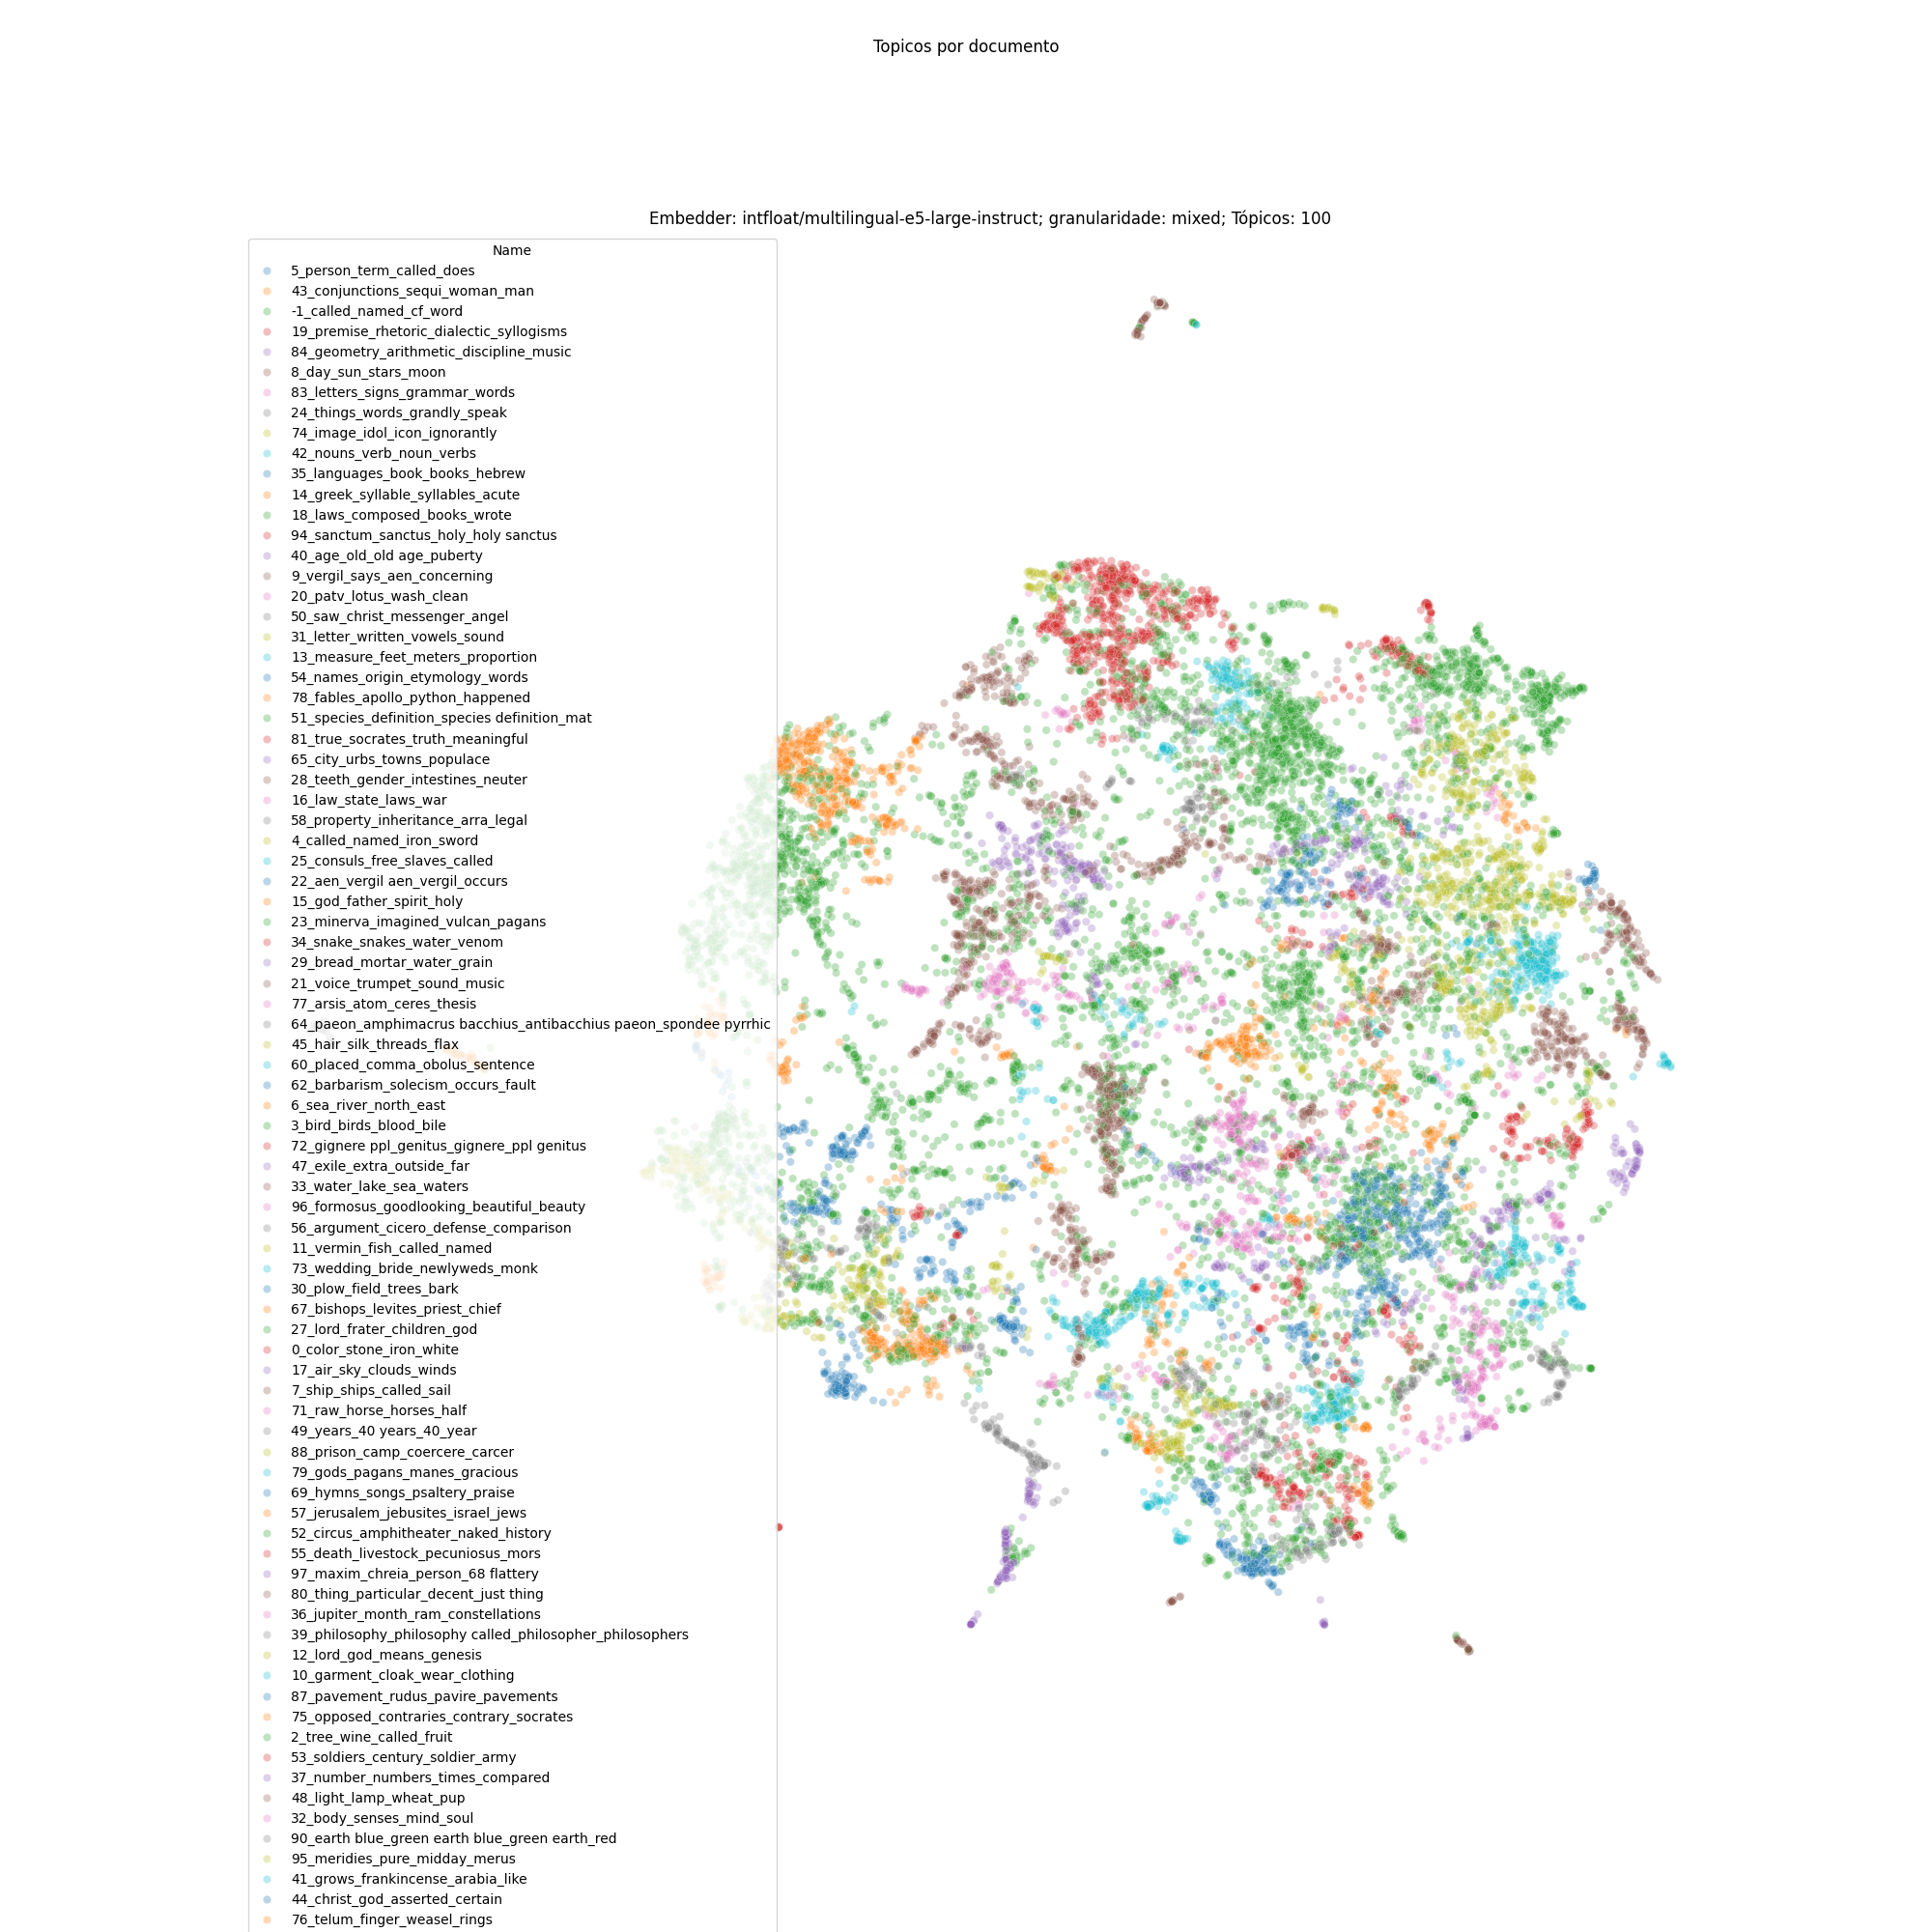 Topicos por documento
Embedder: intfloat/multilingual-e5-large-instruct; granularidade: mixed; Tópicos: 100
Name
5_person_term_called_does
43_conjunctions_sequi_woman_man
-1_called_named_cf_word
19_premise_rhetoric_dialectic_syllogisms
84_geometry_arithmetic_discipline_music
8_day_sun_stars_moon
83_letters_signs_grammar_words
24_things_words_grandly_speak
74_image_idol_icon_ignorantly
42_nouns_verb_noun_verbs
35_languages_book_books_hebrew
14_greek_syllable_syllables_acute
18_laws_composed_books_wrote
94_sanctum_sanctus_holy_holy sanctus
40_age_old_old age_puberty
9_vergil_says_aen_concerning
20_patv_lotus_wash_clean
50_saw_christ_messenger_angel
31_letter_written_vowels_sound
13_measure_feet_meters_proportion
54_names_origin_etymology_words
78_fables_apollo_python_happened
51_species_definition_species definition_mat
81_true_socrates_truth_meaningful
65_city_urbs_towns_populace
28_teeth_gender_intestines_neuter
16_law_state_laws_war
58_property_inheritance_arra_legal
4_called_named_iron_sword
25_consuls_free_slaves_called
22_aen_vergil aen_vergil_occurs
15_god_father_spirit_holy
23_minerva_imagined_vulcan_pagans
34_snake_snakes_water_venom
29_bread_mortar_water_grain
21_voice_trumpet_sound_music
77_arsis_atom_ceres_thesis
64_paeon_amphimacrus bacchius_antibacchius paeon_spondee pyrrhic
45_hair_silk_threads_flax
60_placed_comma_obolus_sentence
62_barbarism_solecism_occurs_fault
6_sea_river_north_east
3_bird_birds_blood_bile
72_gignere ppl_genitus_gignere_ppl genitus
47_exile_extra_outside_far
33_water_lake_sea_waters
96_formosus_goodlooking_beautiful_beauty
56_argument_cicero_defense_comparison
11_vermin_fish_called_named
73_wedding_bride_newlyweds_monk
30_plow_field_trees_bark
67_bishops_levites_priest_chief
27_lord_frater_children_god
0_color_stone_iron_white
17_air_sky_clouds_winds
7_ship_ships_called_sail
71_raw_horse_horses_half
49_years_40 years_40_year
88_prison_camp_coercere_carcer
79_gods_pagans_manes_gracious
69_hymns_songs_psaltery_praise
57_jerusalem_jebusites_israel_jews
52_circus_amphitheater_naked_history
55_death_livestock_pecuniosus_mors
97_maxim_chreia_person_68 flattery
80_thing_particular_decent_just thing
36_jupiter_month_ram_constellations
39_philosophy_philosophy called_philosopher_philosophers
12_lord_god_means_genesis
10_garment_cloak_wear_clothing
87_pavement_rudus_pavire_pavements
75_opposed_contraries_contrary_socrates
2_tree_wine_called_fruit
53_soldiers_century_soldier_army
37_number_numbers_times_compared
48_light_lamp_wheat_pup
32_body_senses_mind_soul
90_earth blue_green earth blue_green earth_red
95_meridies_pure_midday_merus
41_grows_frankincense_arabia_like
44_christ_god_asserted_certain
76_telum_finger_weasel_rings